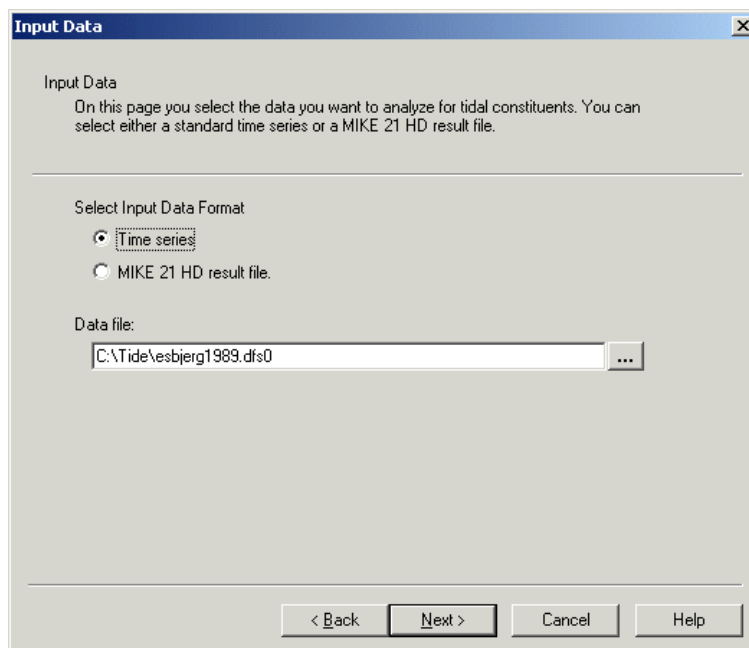 Input Data
Input Data
On this page you select the data you want to analyze for tidal constituents. You can
select either a standard time series or a MIKE 21 HD result file.
Select Input Data Format
Time series
MIKE 21 HD result file.
Data file:
C:\Tide\esbjerg1989.dfs0
...
< Back
Next >
Cancel
Help